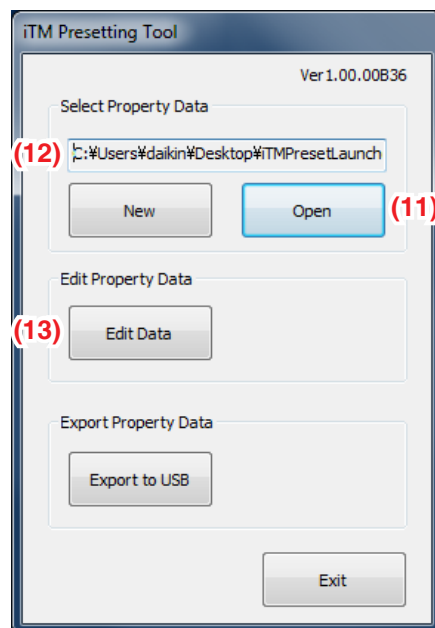 iTM Presetting Tool
Ver1.00.00B36
Select Property Data
(12) C:¥Users¥daikin¥Desktop¥iTMPresetLaunch
New Open (11)
Edit Property Data
(13) Edit Data
Export Property Data
Export to USB
Exit